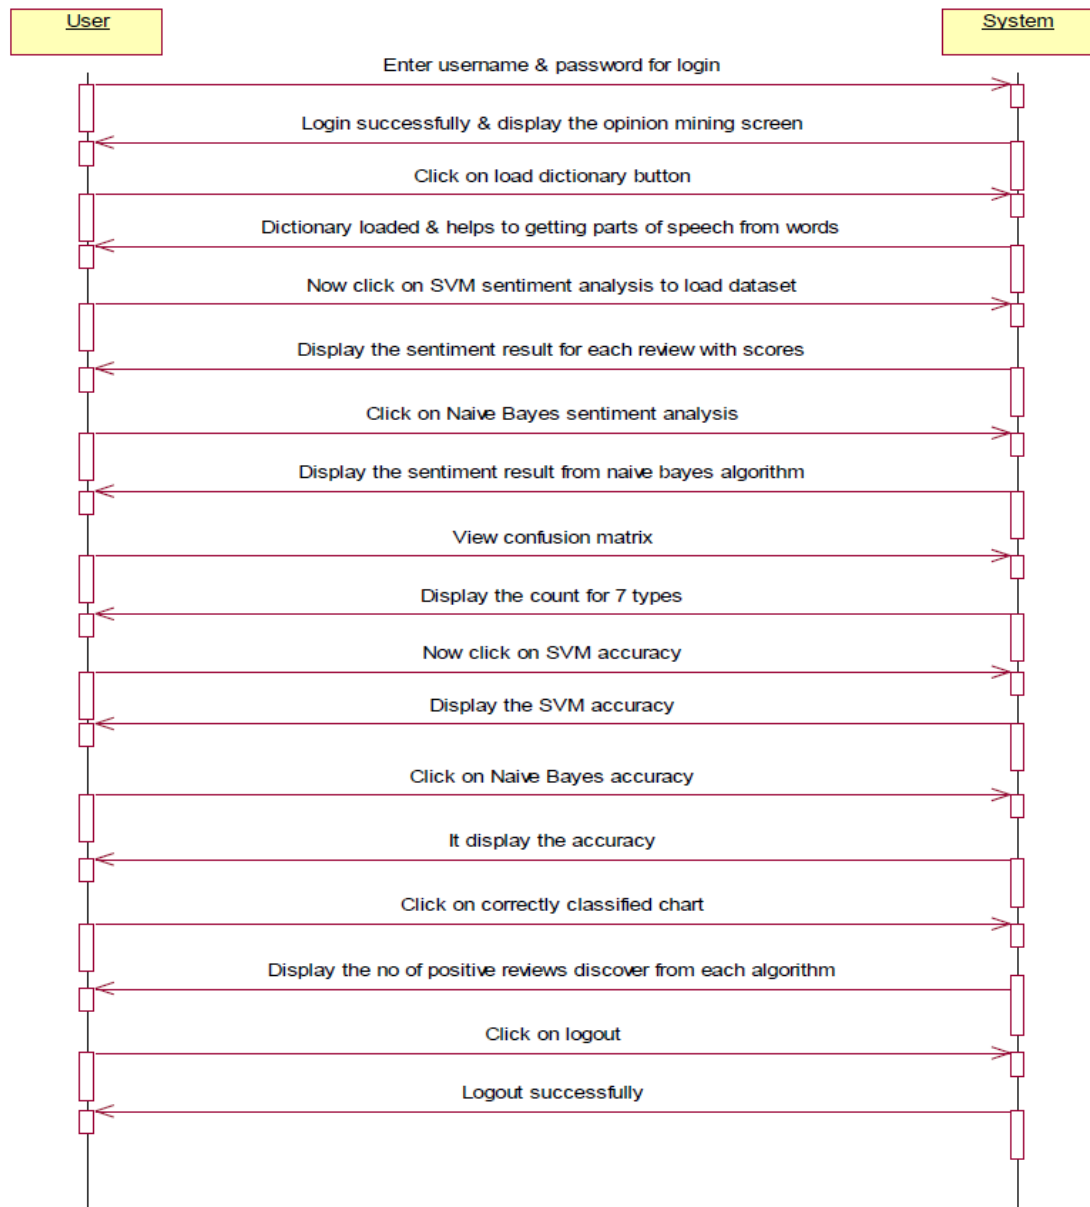 User
System
Enter username & password for login
Login successfully & display the opinion mining screen
Click on load dictionary button
Dictionary loaded & helps to getting parts of speech from words
Now click on SVM sentiment analysis to load dataset
Display the sentiment result for each review with scores
Click on Naive Bayes sentiment analysis
Display the sentiment result from naive bayes algorithm
View confusion matrix
Display the count for 7 types
Now click on SVM accuracy
Display the SVM accuracy
Click on Naive Bayes accuracy
It display the accuracy
Click on correctly classified chart
Display the no of positive reviews discover from each algorithm
Click on logout
Logout successfully